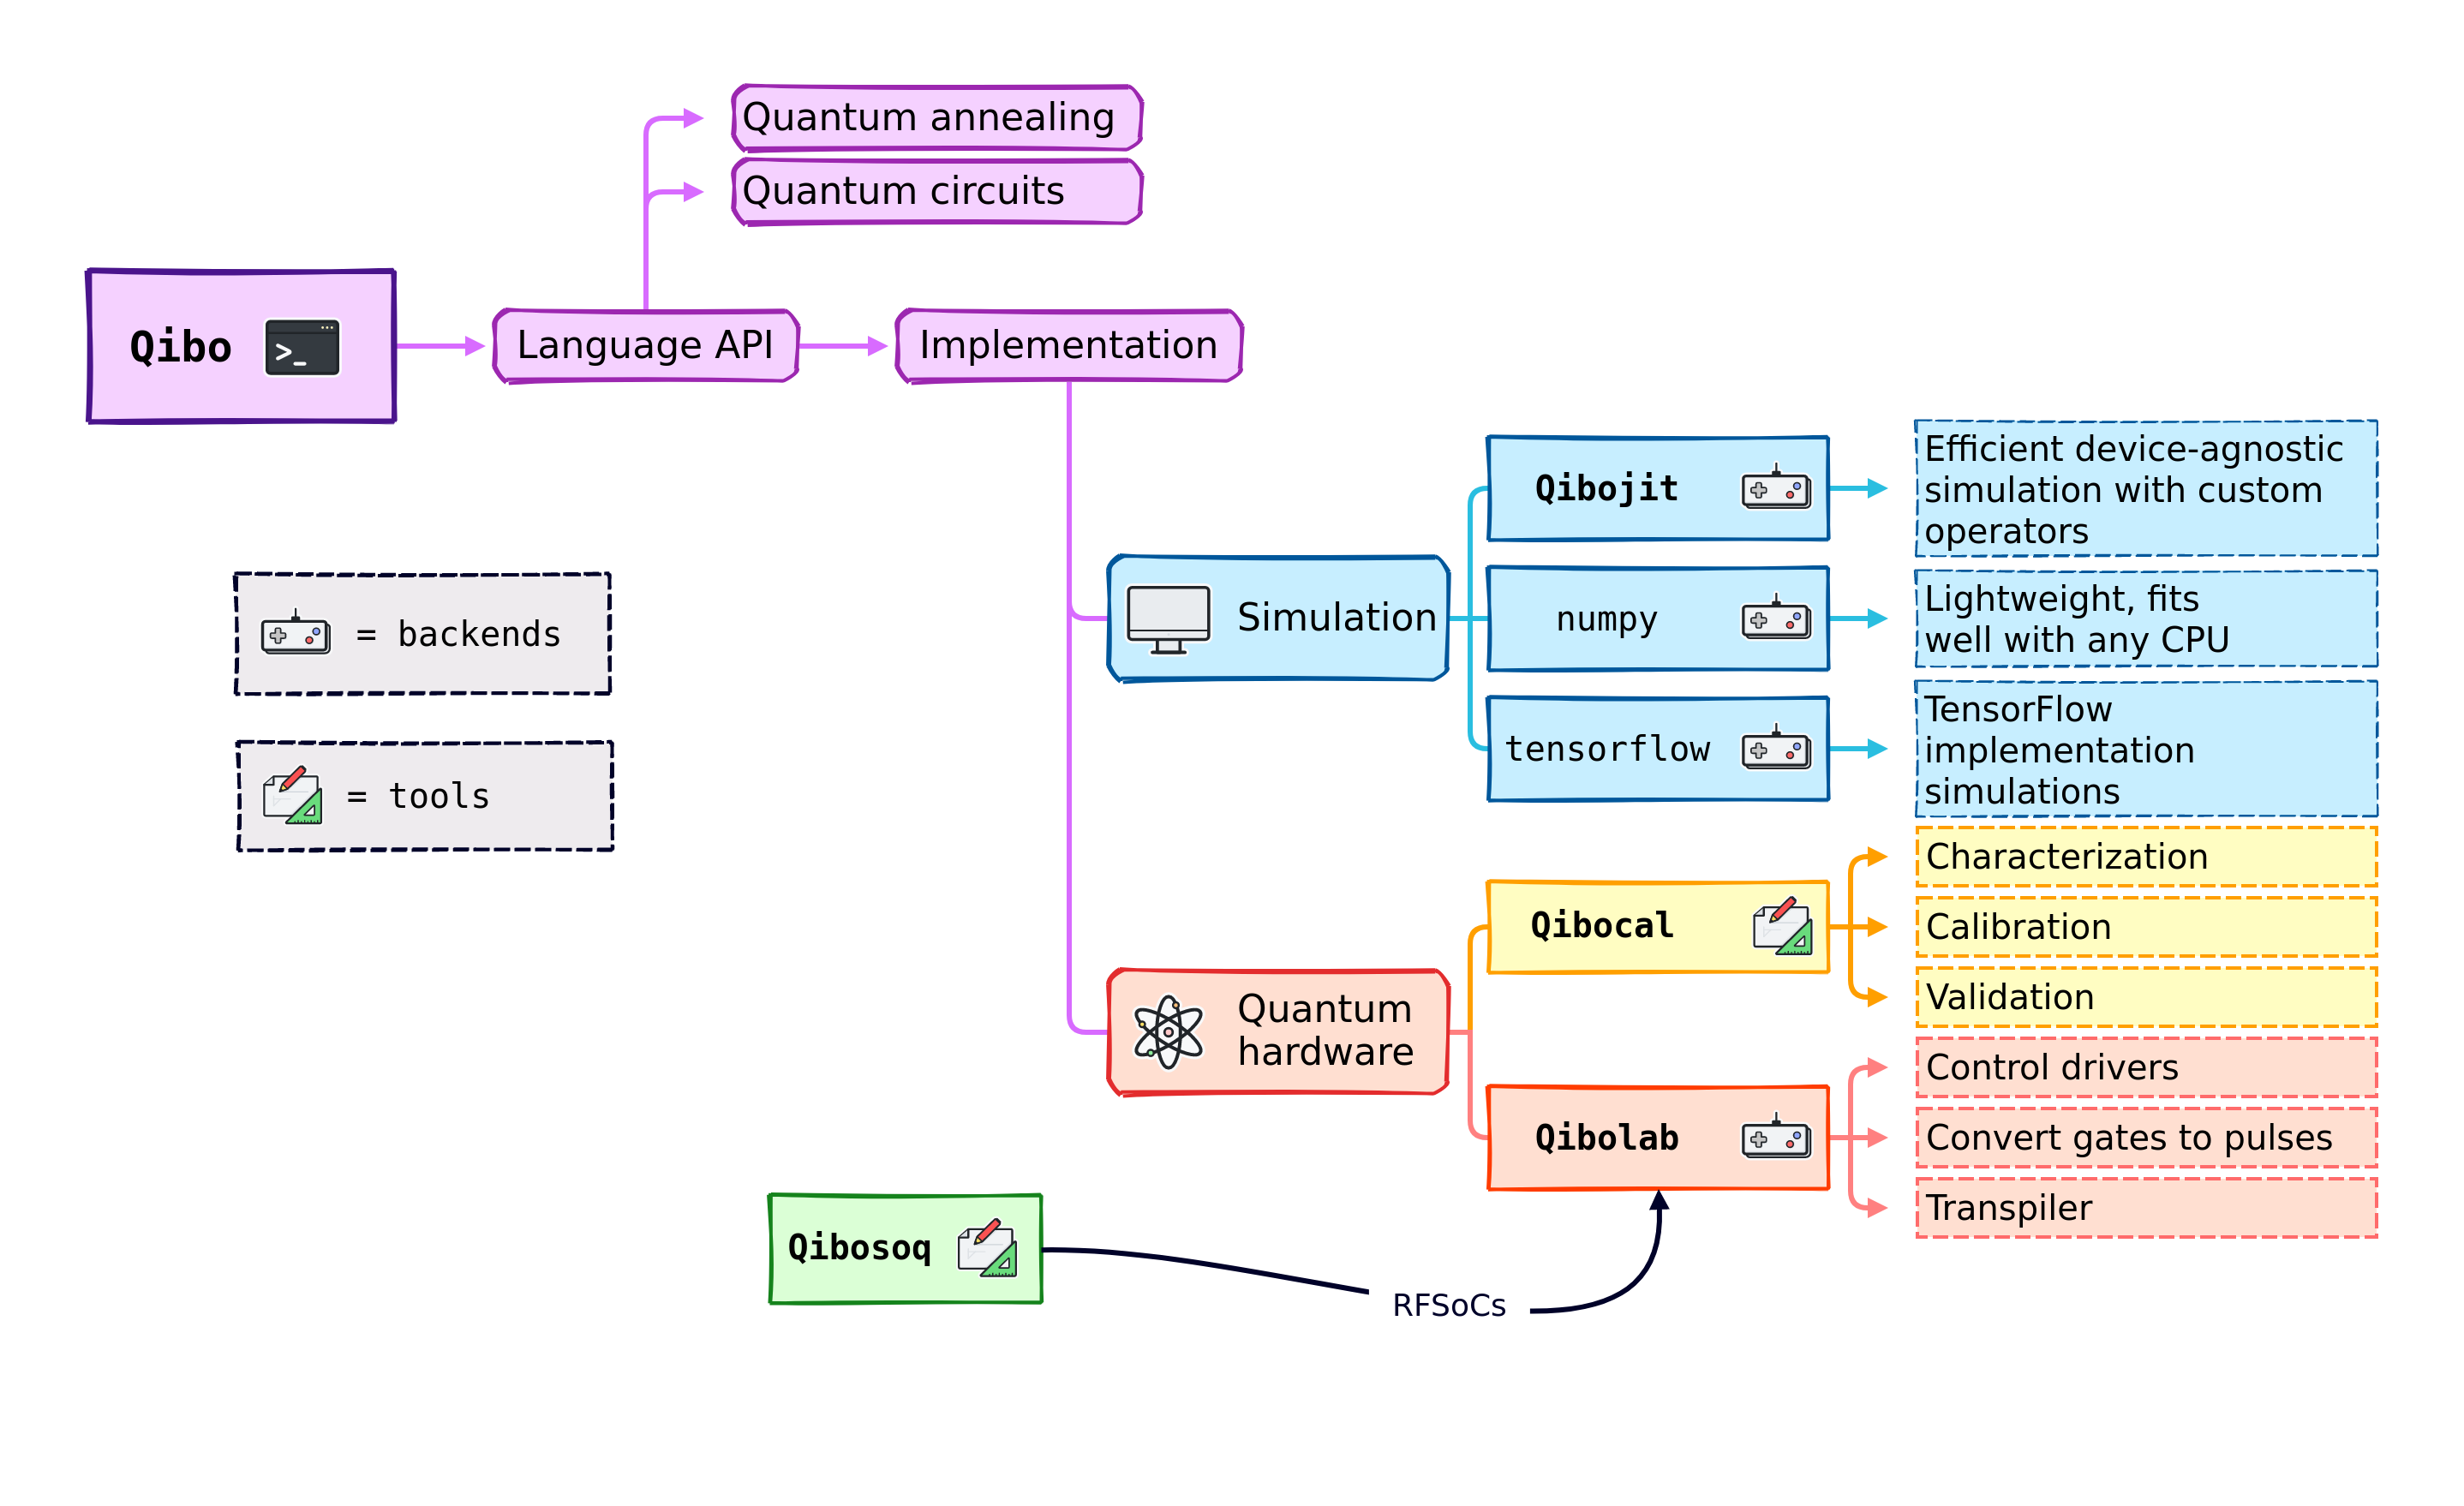 Quantum annealing
Quantum circuits
Qibo
>_
Language API
Implementation
Qibojit
Efficient device-agnostic
simulation with custom
operators
= backends
Simulation
numpy
Lightweight, fits
well with any CPU
tensorflow
TensorFlow
implementation
simulations
= tools
Qibocal
Characterization
Calibration
Validation
Quantum
hardware
Qibolab
Control drivers
Convert gates to pulses
Transpiler
Qibosoq
RFSoCs